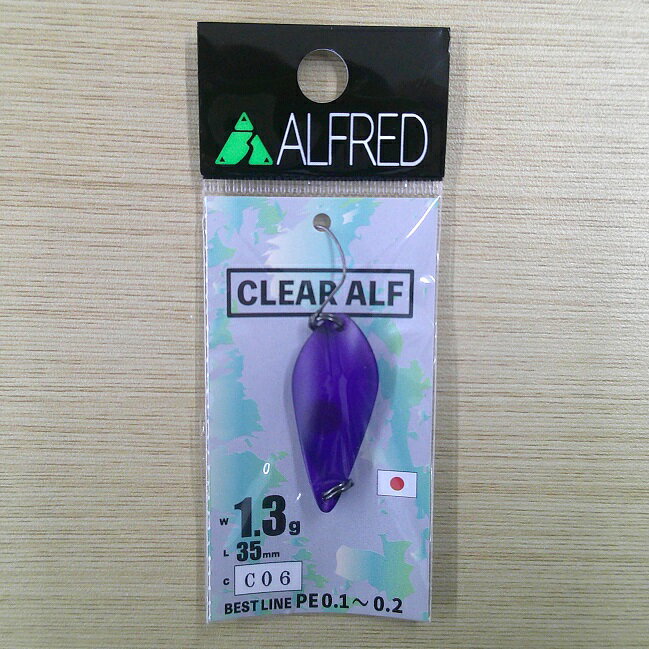 ALFRED
CLEAR ALF
W 1.3g
L 35mm
C C06
BEST LINE PE 0.1～0.2